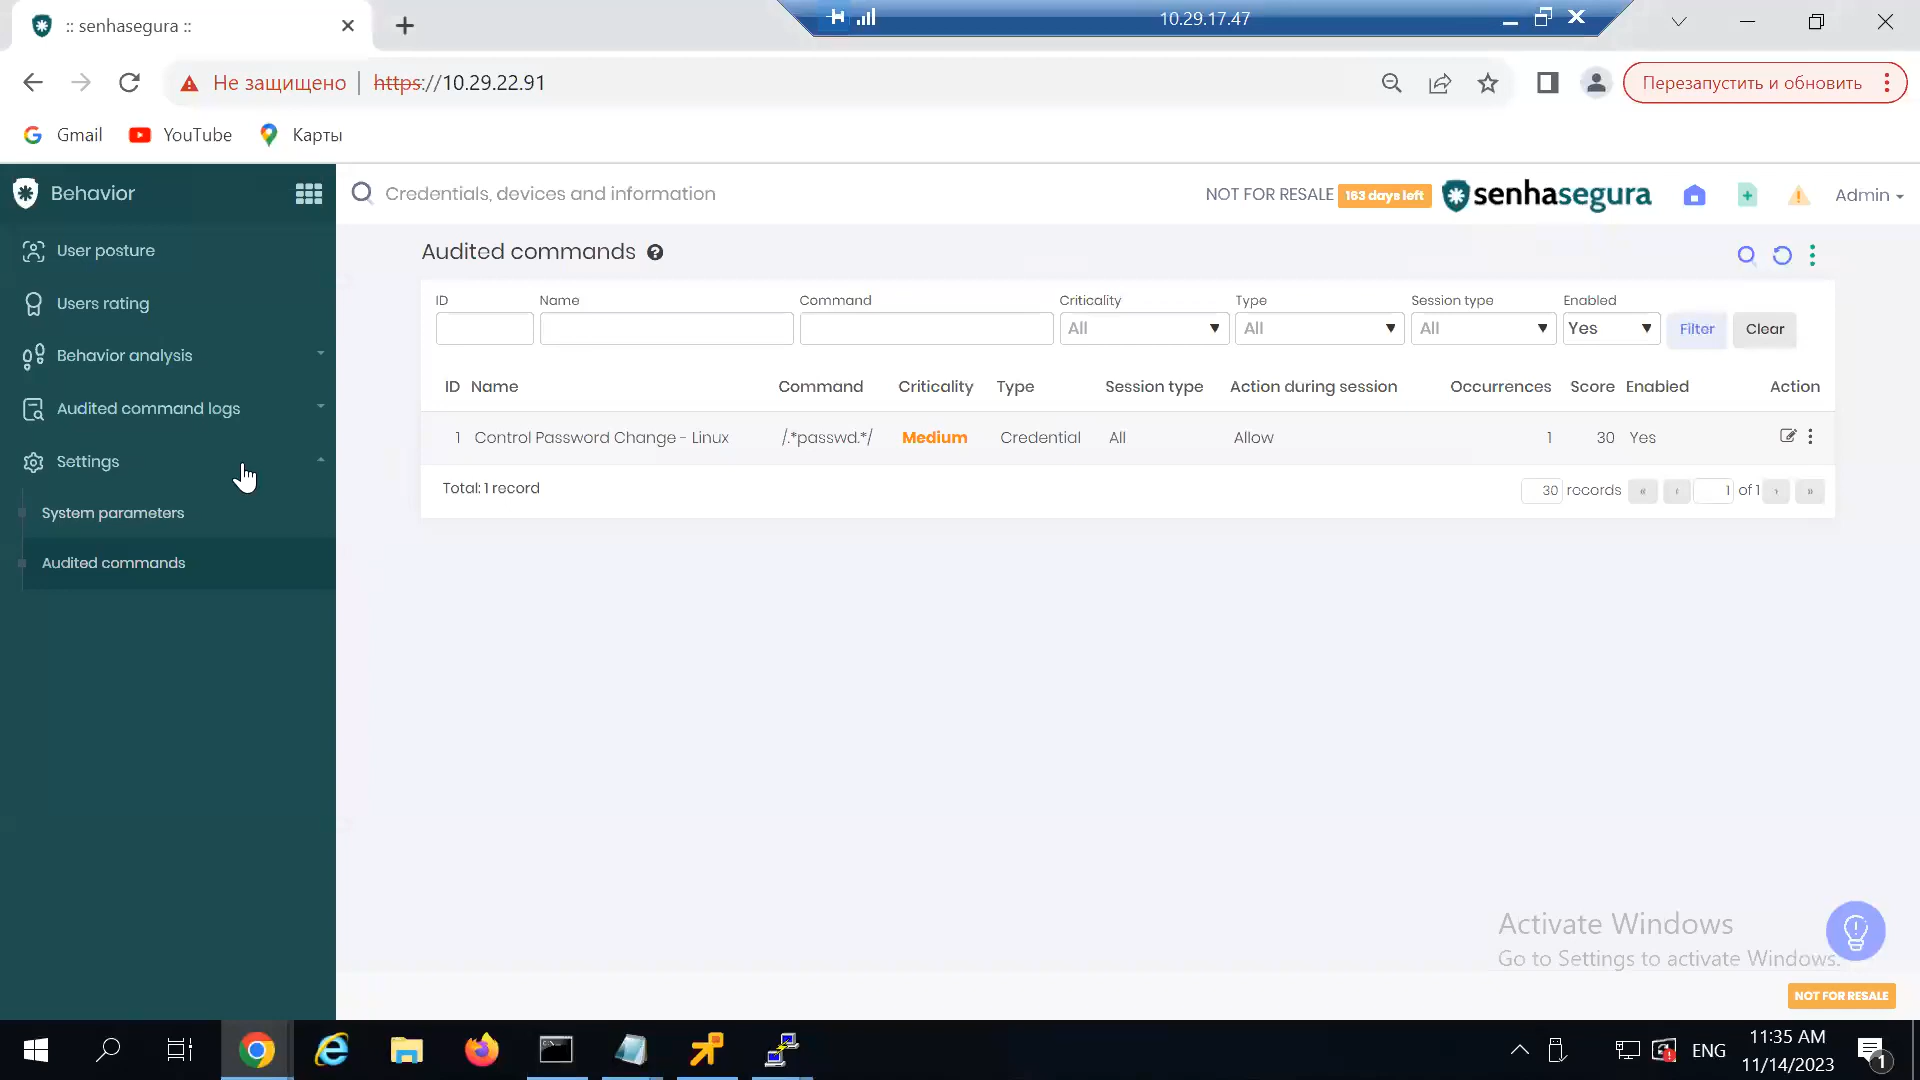 :: senhasegura ::
10.29.17.47
Не защищено
https://10.29.22.91
Перезапустить и обновить
Gmail
YouTube
Карты
Behavior
Credentials, devices and information
NOT FOR RESALE
163 days left
senhasegura
Admin
User posture
Users rating
Behavior analysis
Audited command logs
Settings
System parameters
Audited commands
Audited commands
ID Name Command Criticality Type Session type Enabled
All All All Yes Filter Clear
ID Name Command Criticality Type Session type Action during session Occurrences Score Enabled Action
1 Control Password Change - Linux /.*passwd.*/ Medium Credential All Allow 1 30 Yes
Total: 1 record
30 records « ‹ 1 of 1 › »
Activate Windows
Go to Settings to activate Windows.
NOT FOR RESALE
ENG
11:35 AM
11/14/2023
1